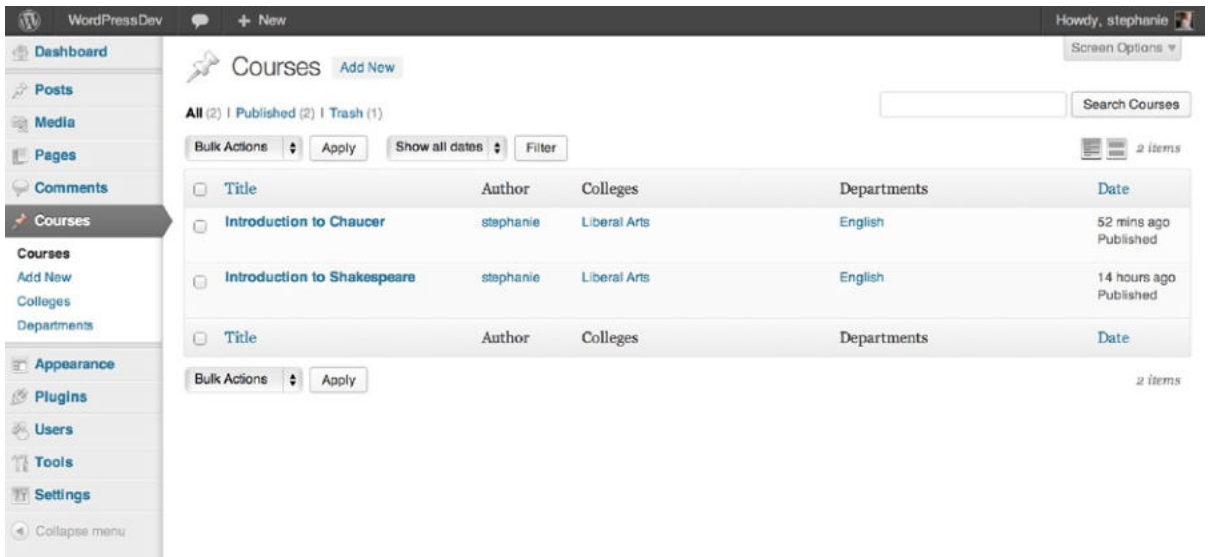 WordPressDev + New Howdy, stephanie
Screen Options ▼
Dashboard
Posts
Media
Pages
Comments
Courses
Courses
Add New
Colleges
Departments
Appearance
Plugins
Users
Tools
Settings
Collapse menu
Courses Add New
All (2) | Published (2) | Trash (1)
Search Courses
Bulk Actions Apply Show all dates Filter 2 items
Title Author Colleges Departments Date
Introduction to Chaucer stephanie Liberal Arts English 52 mins ago
Published
Introduction to Shakespeare stephanie Liberal Arts English 14 hours ago
Published
Title Author Colleges Departments Date
Bulk Actions Apply 2 items